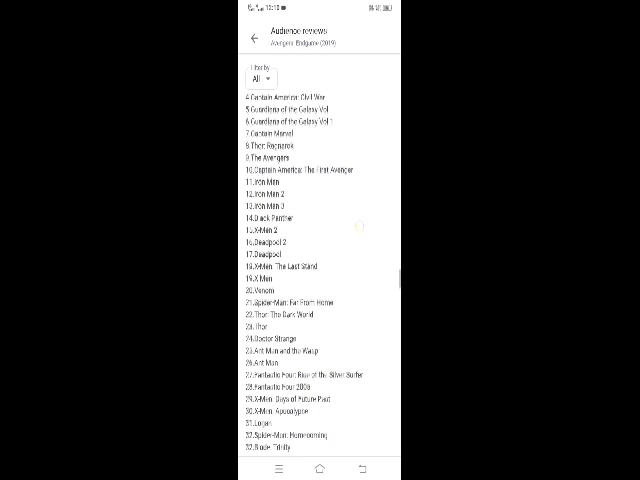 12:10
Audience reviews
Avengers: Endgame (2019)
Filter by
All
4.Captain America: Civil War
5.Guardians of the Galaxy Vol
6.Guardians of the Galaxy Vol 1
7.Captain Marvel
8.Thor: Ragnarok
9.The Avengers
10.Captain America: The First Avenger
11.Iron Man
12.Iron Man 2
13.Iron Man 3
14.Black Panther
15.X-Men 2
16.Deadpool 2
17.Deadpool
19.X-Men: The Last Stand
19.X Men
20.Venom
21.Spider-Man: Far From Home
22.Thor: The Dark World
23.Thor
24.Doctor Strange
25.Ant Man and the Wasp
26.Ant Man
27.Fantastic Four: Rise of the Silver Surfer
28.Fantastic Four 2005
29.X-Men: Days of Future Past
30.X-Men: Apocalypse
31.Logan
32.Spider-Man: Homecoming
32.Blade: Trinity